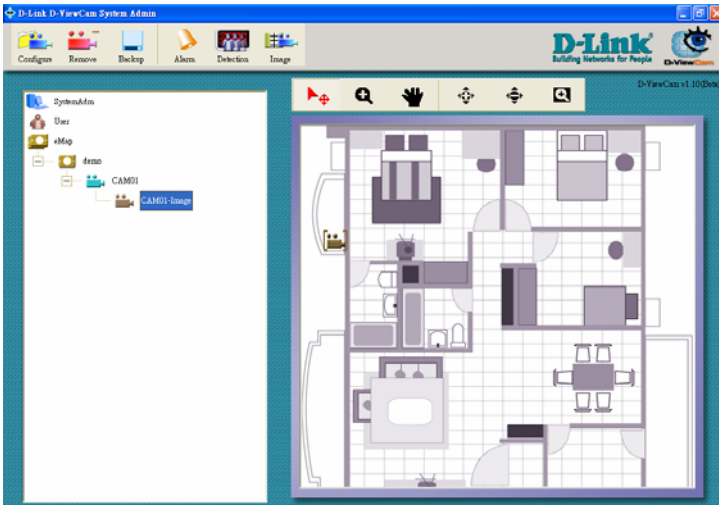 D-Link D-ViewCam System Admin
Configure Remove Backup Alarm Detection Image
D-Link
Building Networks for People
D-ViewCam
D-ViewCam v1.10(Beta)
SystemAdm
User
eMap
demo
CAM01
CAM01-Image